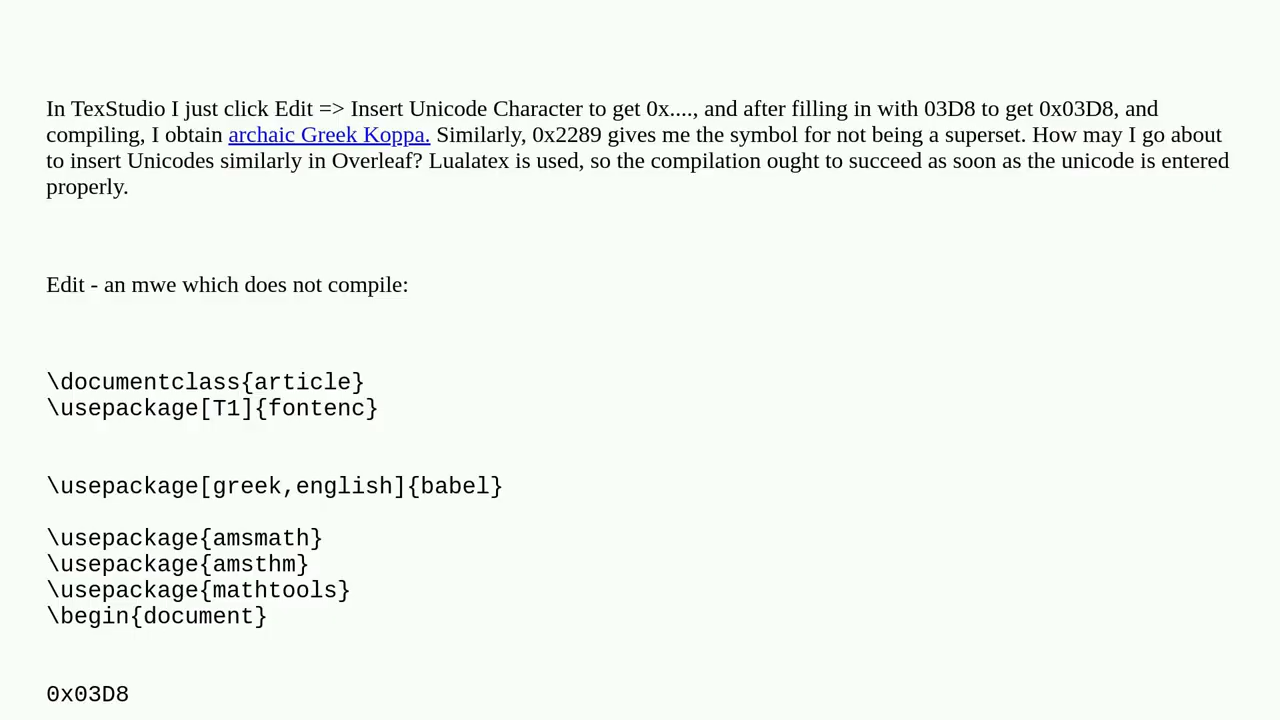 In TexStudio I just click Edit => Insert Unicode Character to get 0x...., and after filling in with 03D8 to get 0x03D8, and
compiling, I obtain archaic Greek Koppa. Similarly, 0x2289 gives me the symbol for not being a superset. How may I go about
to insert Unicodes similarly in Overleaf? Lualatex is used, so the compilation ought to succeed as soon as the unicode is entered
properly.
Edit - an mwe which does not compile:
\documentclass{article}
\usepackage[T1]{fontenc}
\usepackage[greek,english]{babel}
\usepackage{amsmath}
\usepackage{amsthm}
\usepackage{mathtools}
\begin{document}
0x03D8